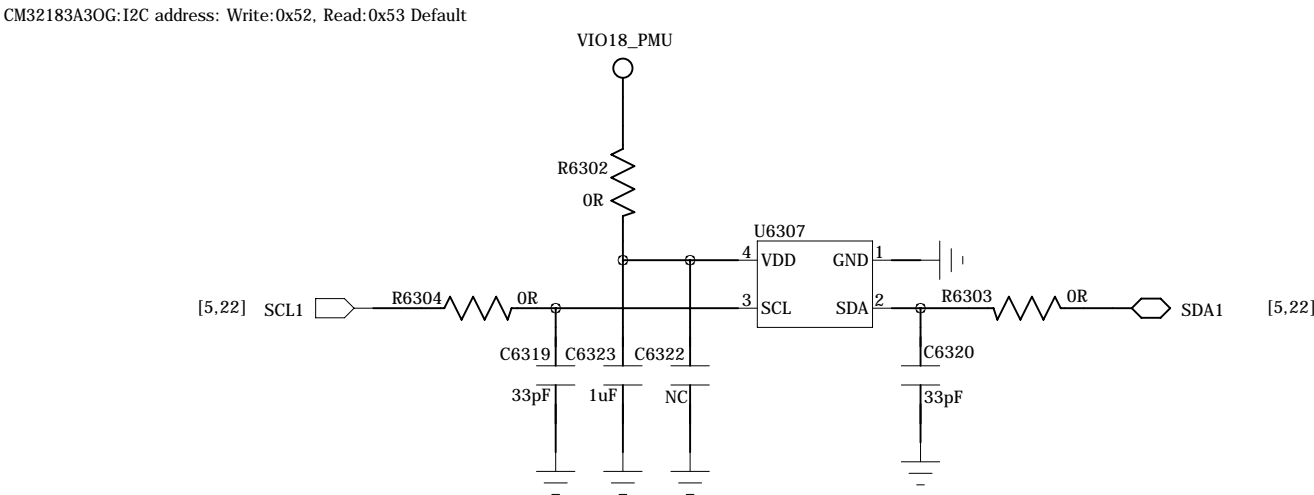 CM32183A3OG:I2C address: Write:0x52, Read:0x53 Default
VIO18_PMU
R6302
0R
U6307
4 VDD GND 1
[5,22] SCL1 R6304 0R 3 SCL SDA 2 R6303 0R SDA1 [5,22]
C6319 C6323 C6322 C6320
33pF 1uF NC 33pF